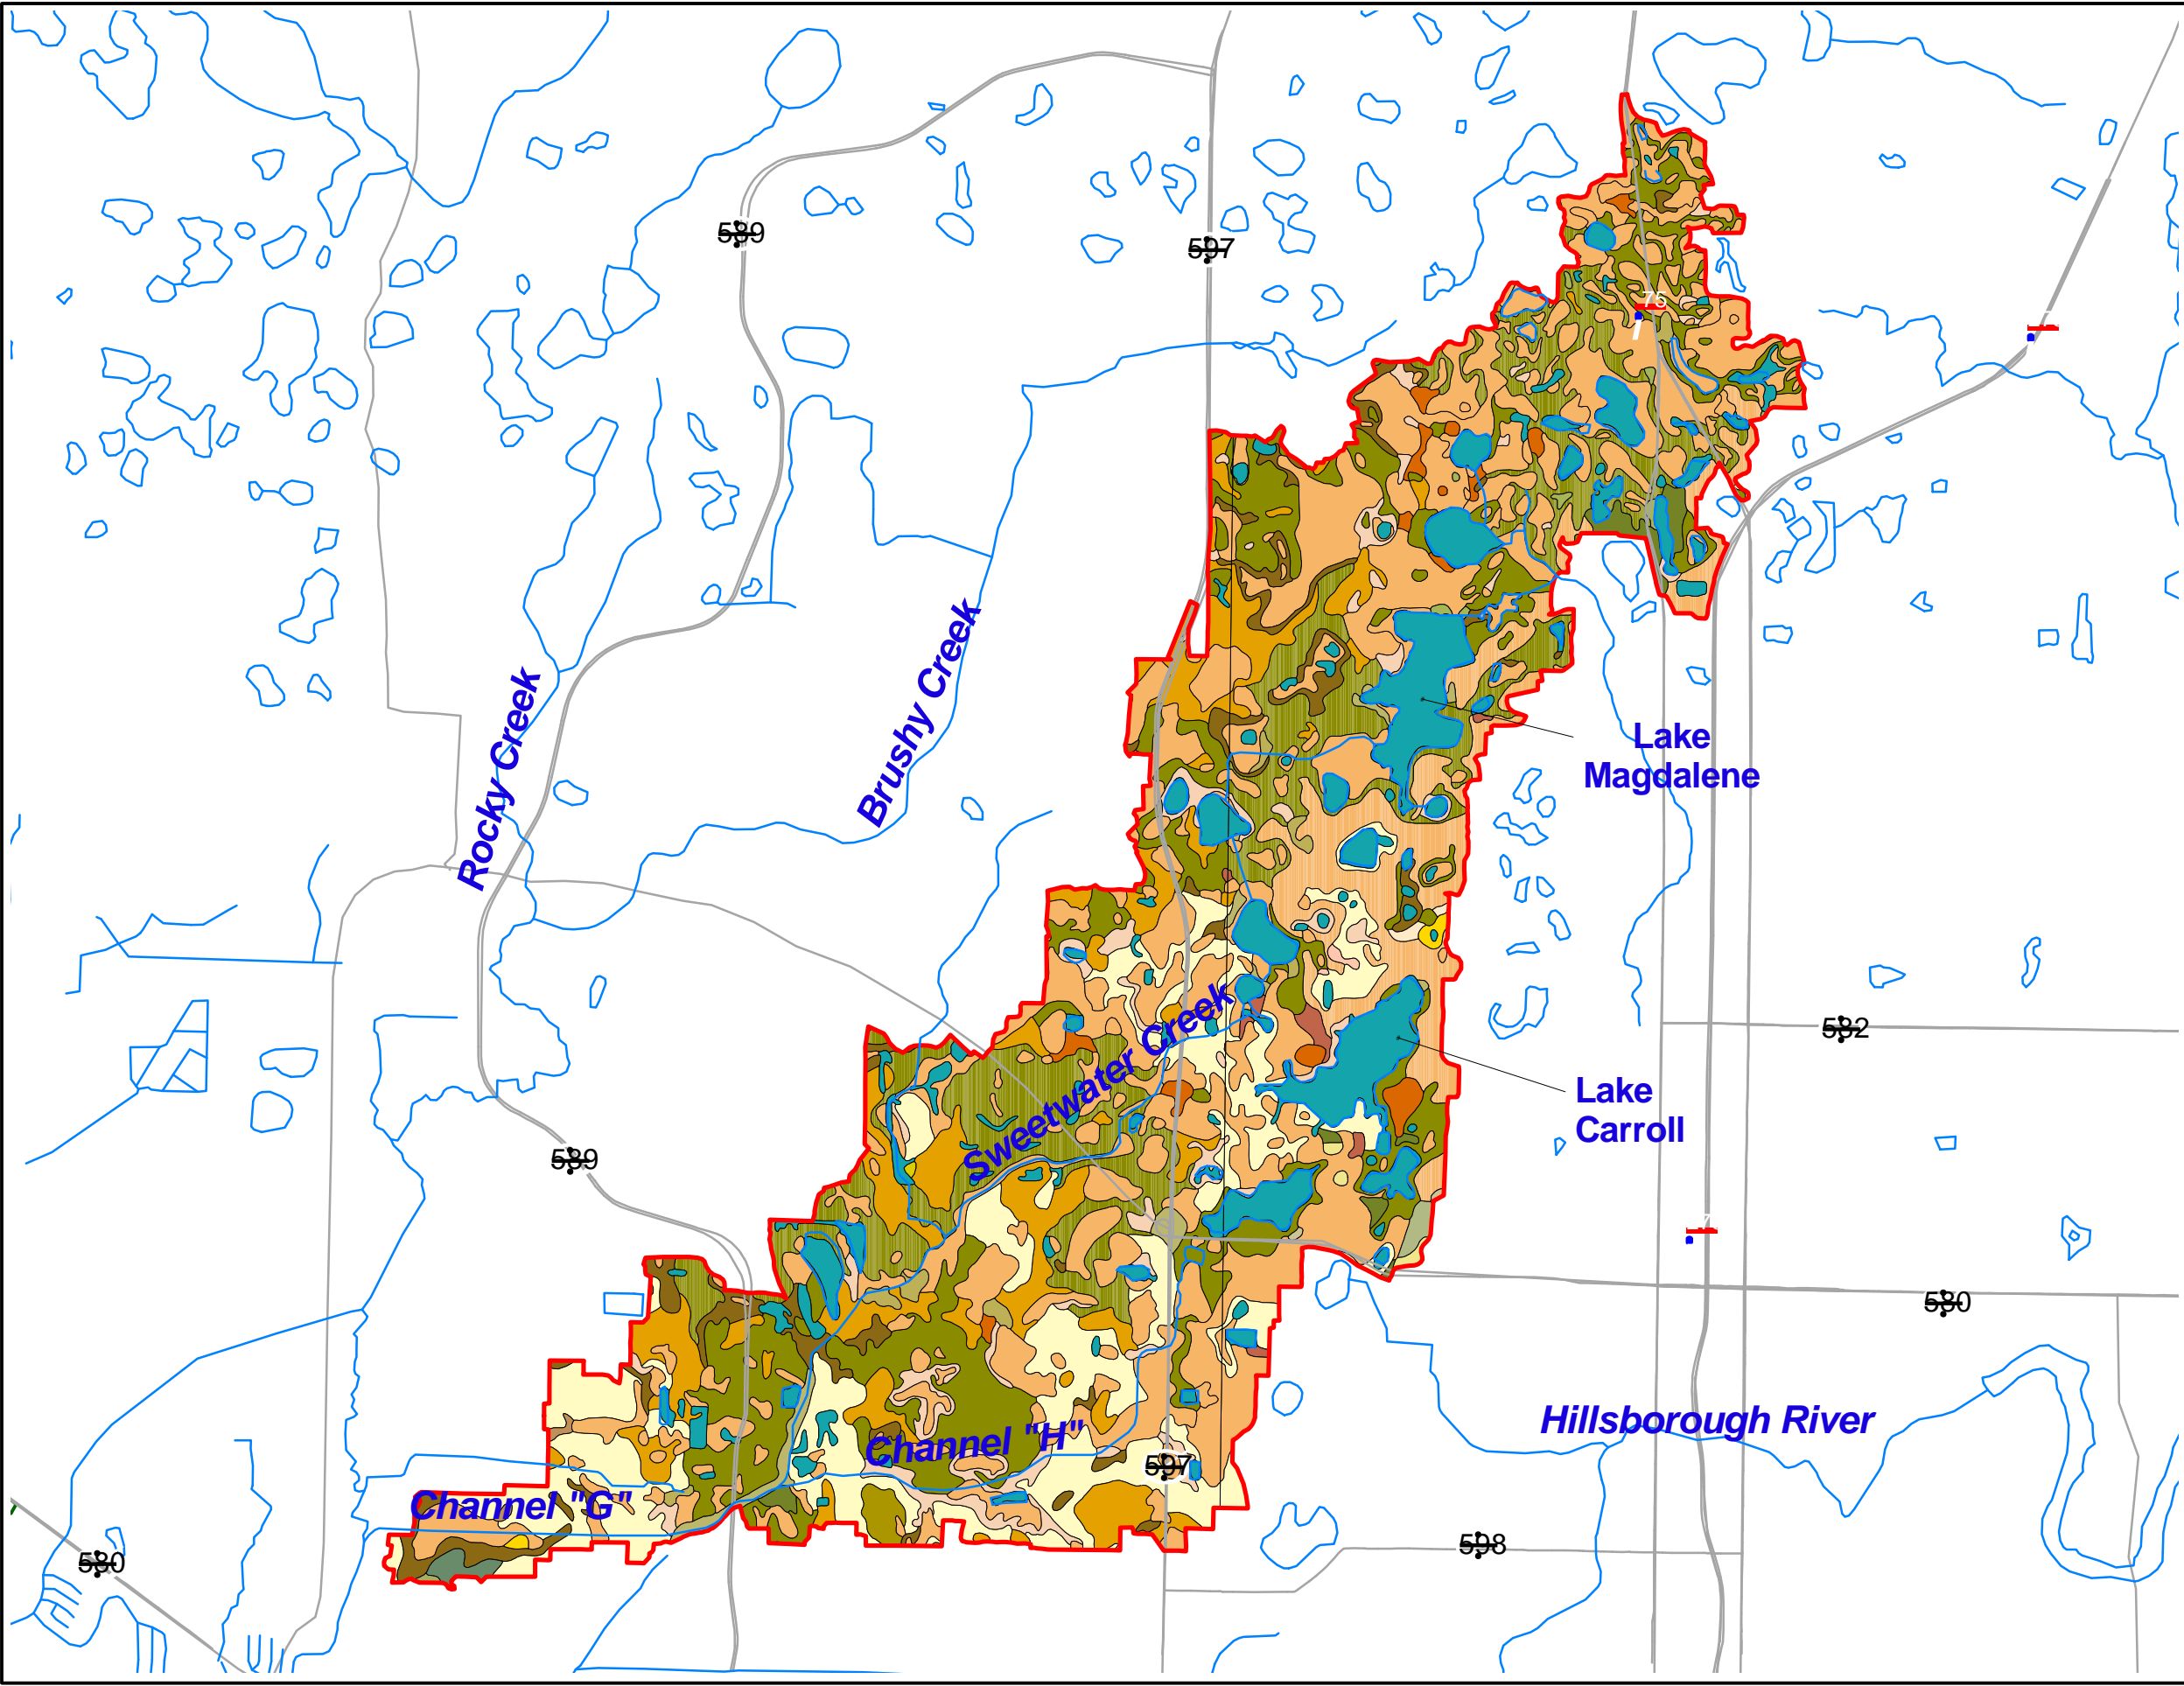 589
597
75
Rocky Creek
Brushy Creek
Lake
Magdalene
Sweetwater Creek
582
Lake
Carroll
589
580
Hillsborough River
Channel "H"
597
Channel "G"
598
580